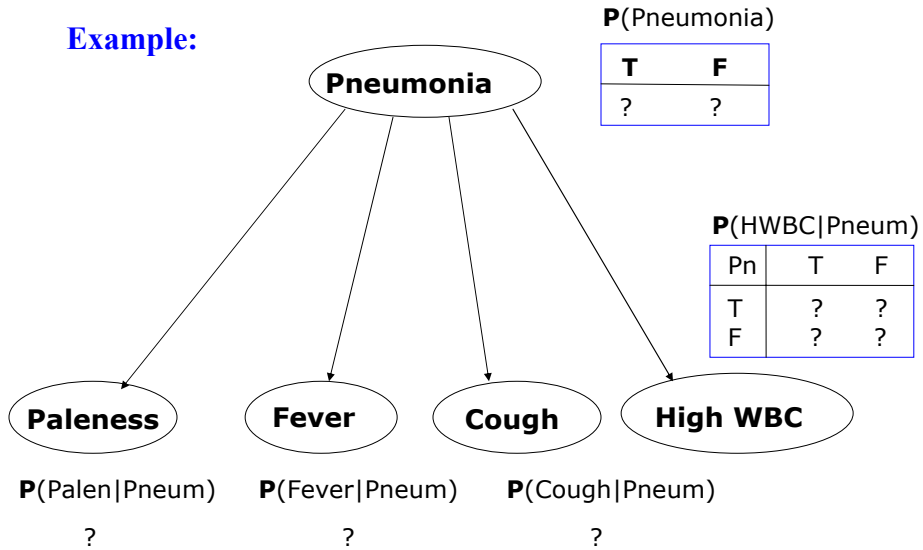 Example:
P(Pneumonia)
T F
? ?
Pneumonia
P(HWBC|Pneum)
Pn T F
T ? ?
F ? ?
Paleness
Fever
Cough
High WBC
P(Palen|Pneum)
P(Fever|Pneum)
P(Cough|Pneum)
?
?
?